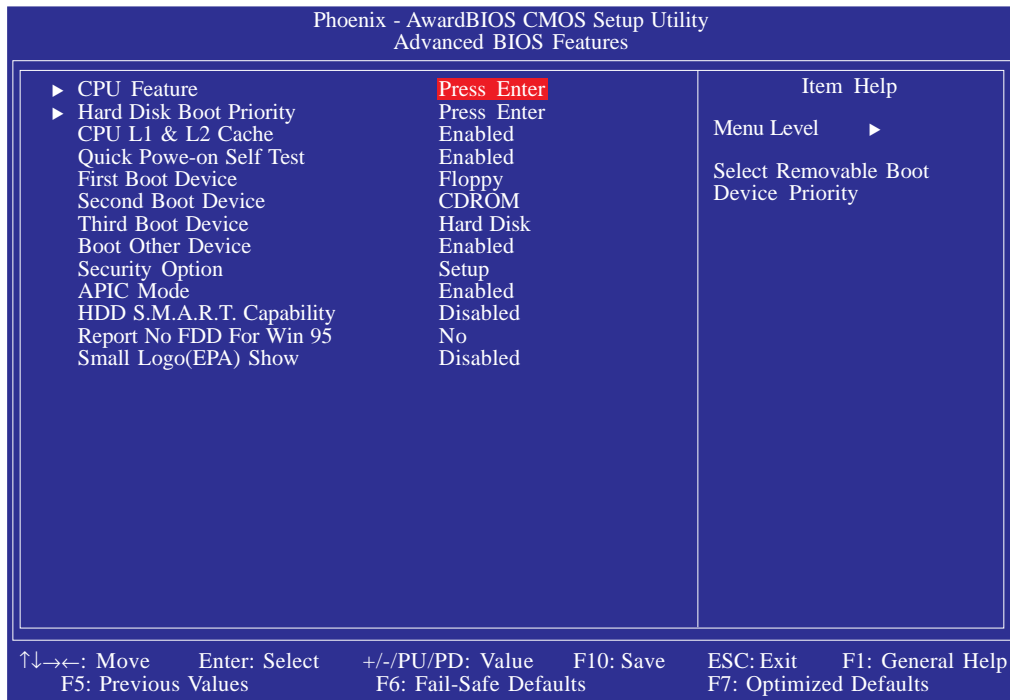 Phoenix - AwardBIOS CMOS Setup Utility
Advanced BIOS Features
▶ CPU Feature Press Enter
▶ Hard Disk Boot Priority Press Enter
CPU L1 & L2 Cache Enabled
Quick Powe-on Self Test Enabled
First Boot Device Floppy
Second Boot Device CDROM
Third Boot Device Hard Disk
Boot Other Device Enabled
Security Option Setup
APIC Mode Enabled
HDD S.M.A.R.T. Capability Disabled
Report No FDD For Win 95 No
Small Logo(EPA) Show Disabled
Item Help
Menu Level ▶
Select Removable Boot
Device Priority
↑↓→←: Move Enter: Select +/-/PU/PD: Value F10: Save ESC: Exit F1: General Help
F5: Previous Values F6: Fail-Safe Defaults F7: Optimized Defaults